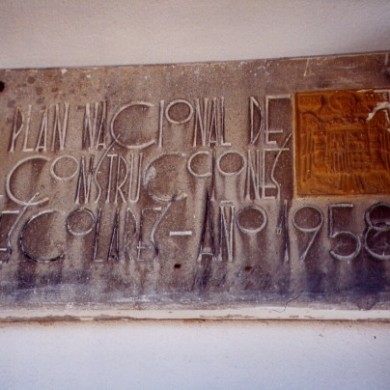 PLAN NACIONAL DE
CONSTRUCCIONES
ESCOLARES - AÑO 1958